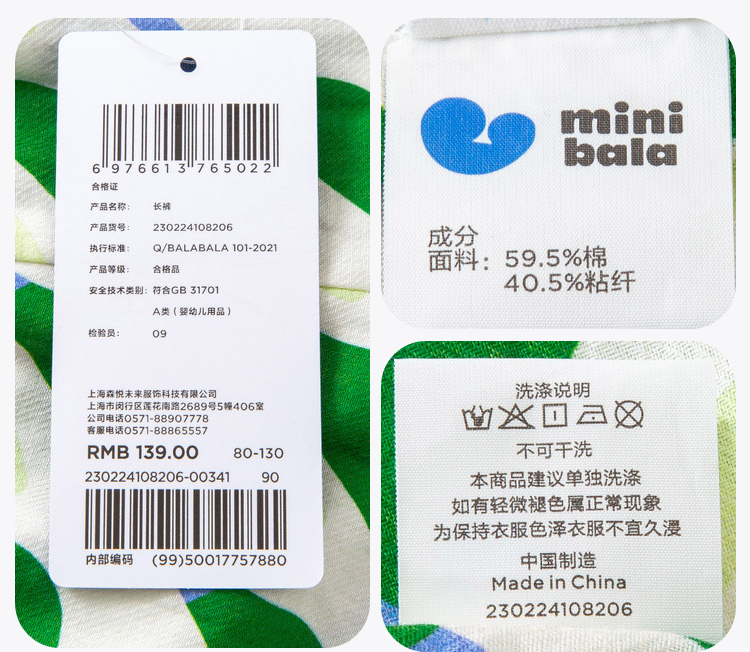 6 976613 765022
合格证
产品名称： 长裤
产品货号： 230224108206
执行标准： Q/BALABALA 101-2021
产品等级： 合格品
安全技术类别： 符合GB 31701
A类（婴幼儿用品）
检验员： 09
上海森悦未来服饰科技有限公司
上海市闵行区莲花南路2689号5幢406室
公司电话0571-88907778
客服电话0571-88865557
RMB 139.00 80-130
230224108206-00341 90
内部编码 (99)50017757880
mini
bala
成分
面料： 59.5%棉
40.5%粘纤
洗涤说明
不可干洗
本商品建议单独洗涤
如有轻微褪色属正常现象
为保持衣服色泽衣服不宜久浸
中国制造
Made in China
230224108206